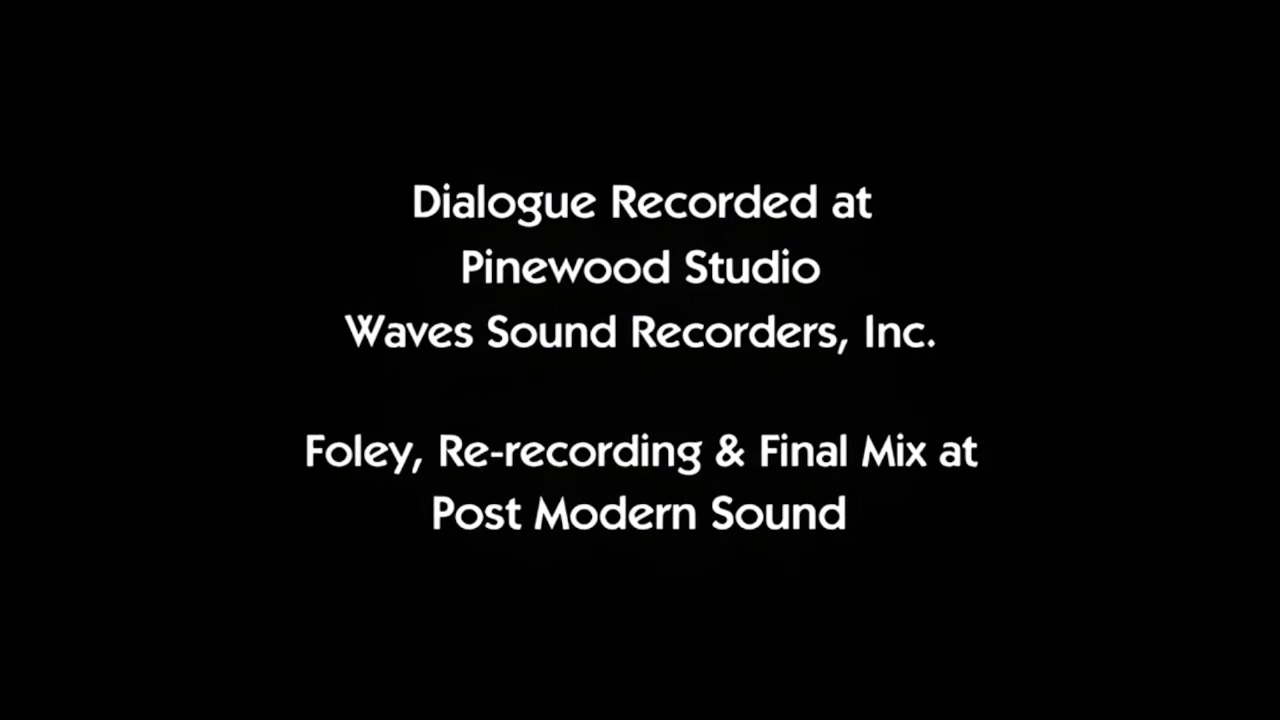 Dialogue Recorded at
Pinewood Studio
Waves Sound Recorders, Inc.
Foley, Re-recording & Final Mix at
Post Modern Sound